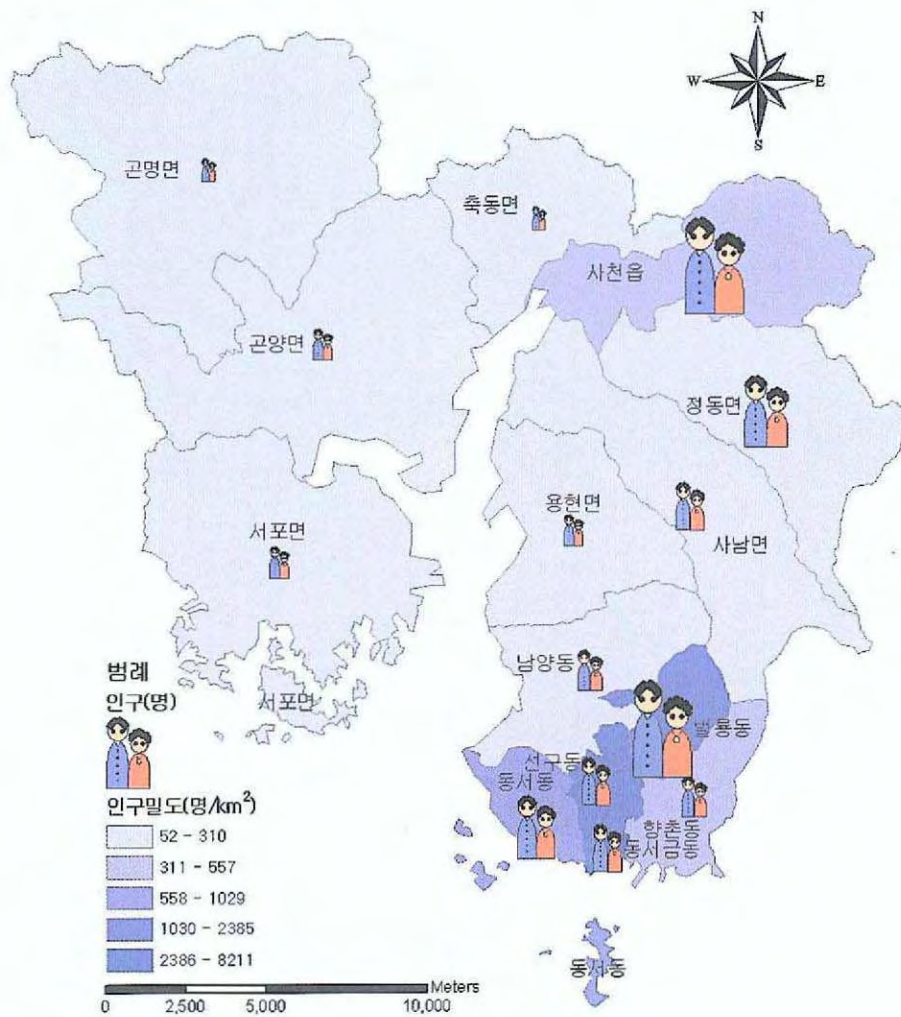 N
W
E
S
곤명면
축동면
사천읍
곤양면
정동면
용현면
서포면
사남면
남양동
서포면
벌룡동
선구동
동서동
향촌동
동서금동
동서동
범례
인구(명)
인구밀도(명/km²)
52 - 310
311 - 557
558 - 1029
1030 - 2385
2386 - 8211
Meters
0
2,500
5,000
10,000